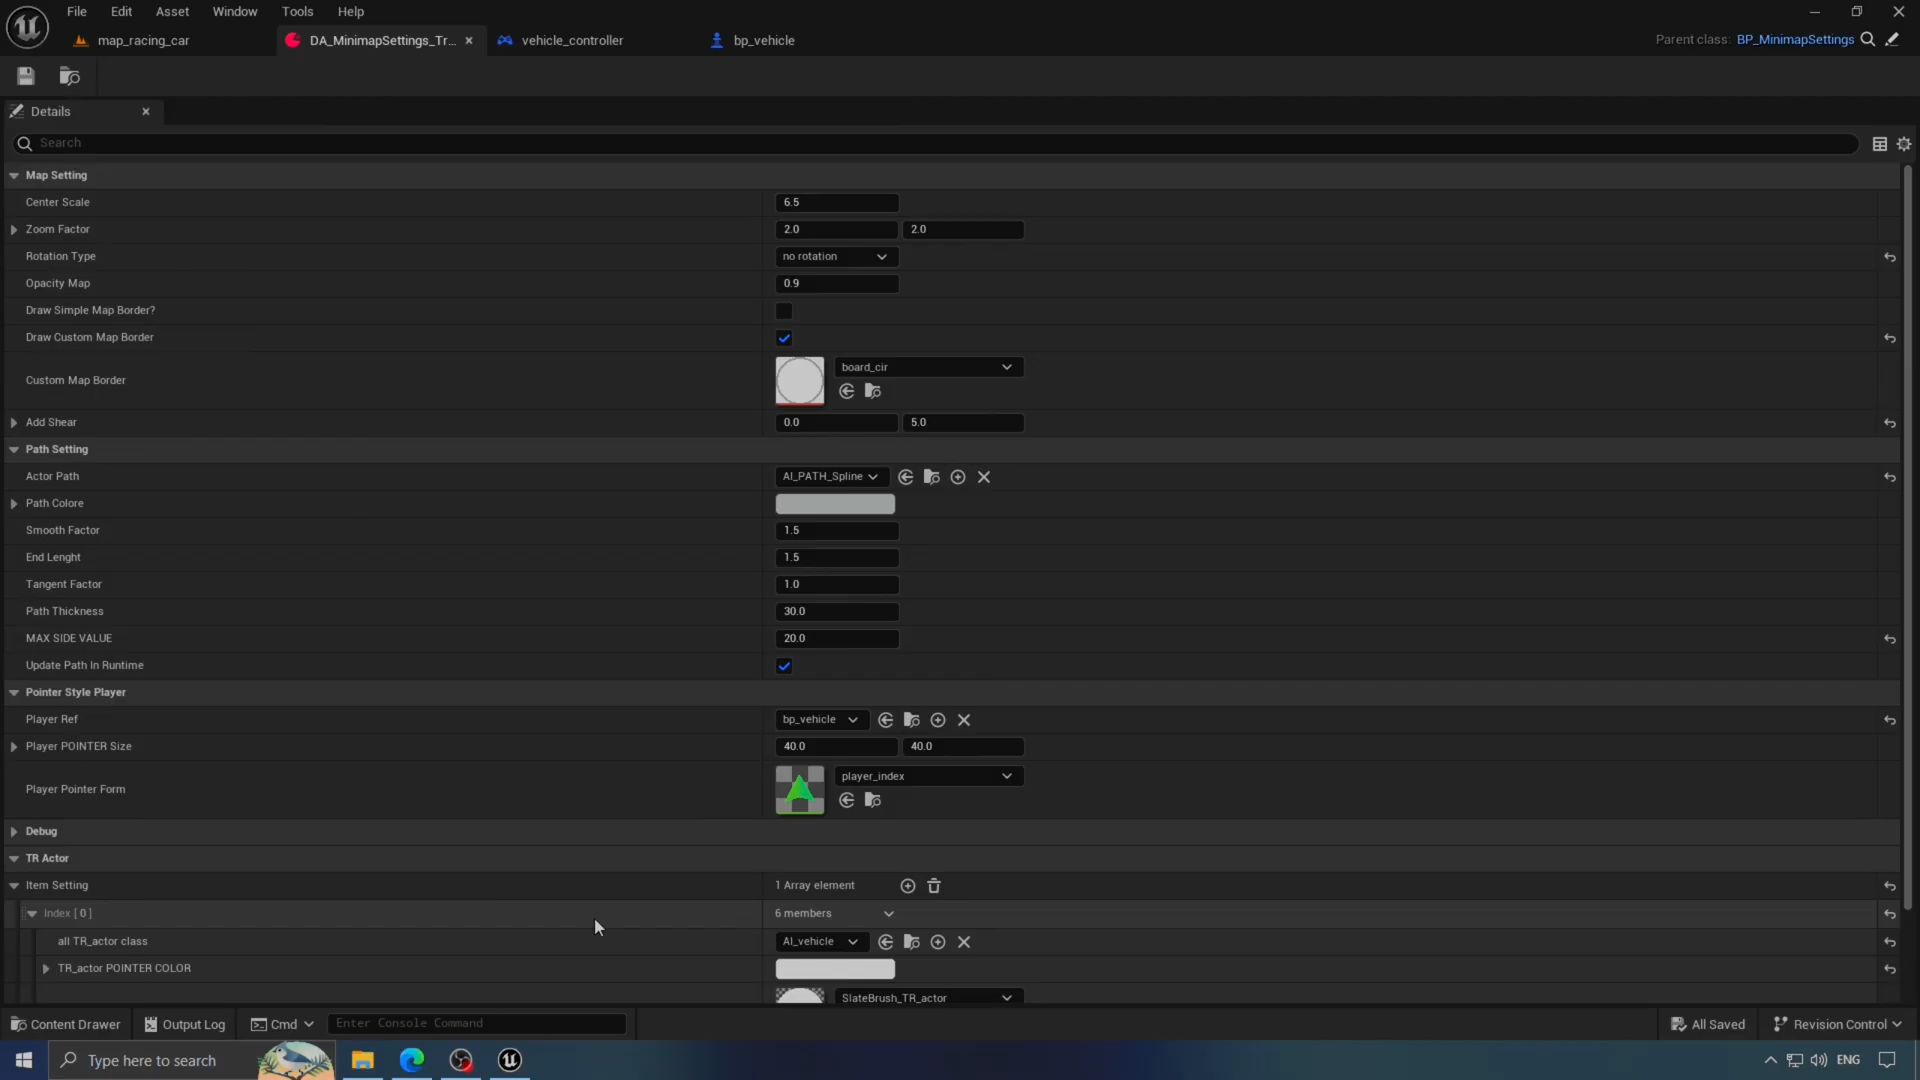 File Edit Asset Window Tools Help
map_racing_car DA_MinimapSettings_Tr... vehicle_controller bp_vehicle Parent class: BP_MinimapSettings
Details
Search
Map Setting
Center Scale 6.5
Zoom Factor 2.0 2.0
Rotation Type no rotation
Opacity Map 0.9
Draw Simple Map Border?
Draw Custom Map Border
Custom Map Border board_cir
Add Shear 0.0 5.0
Path Setting
Actor Path AI_PATH_Spline
Path Colore
Smooth Factor 1.5
End Lenght 1.5
Tangent Factor 1.0
Path Thickness 30.0
MAX SIDE VALUE 20.0
Update Path In Runtime
Pointer Style Player
Player Ref bp_vehicle
Player POINTER Size 40.0 40.0
Player Pointer Form player_index
Debug
TR Actor
Item Setting 1 Array element
Index [ 0 ] 6 members
all TR_actor class AI_vehicle
TR_actor POINTER COLOR
SlateBrush_TR_actor
Content Drawer Output Log Cmd Enter Console Command All Saved Revision Control
Type here to search ENG